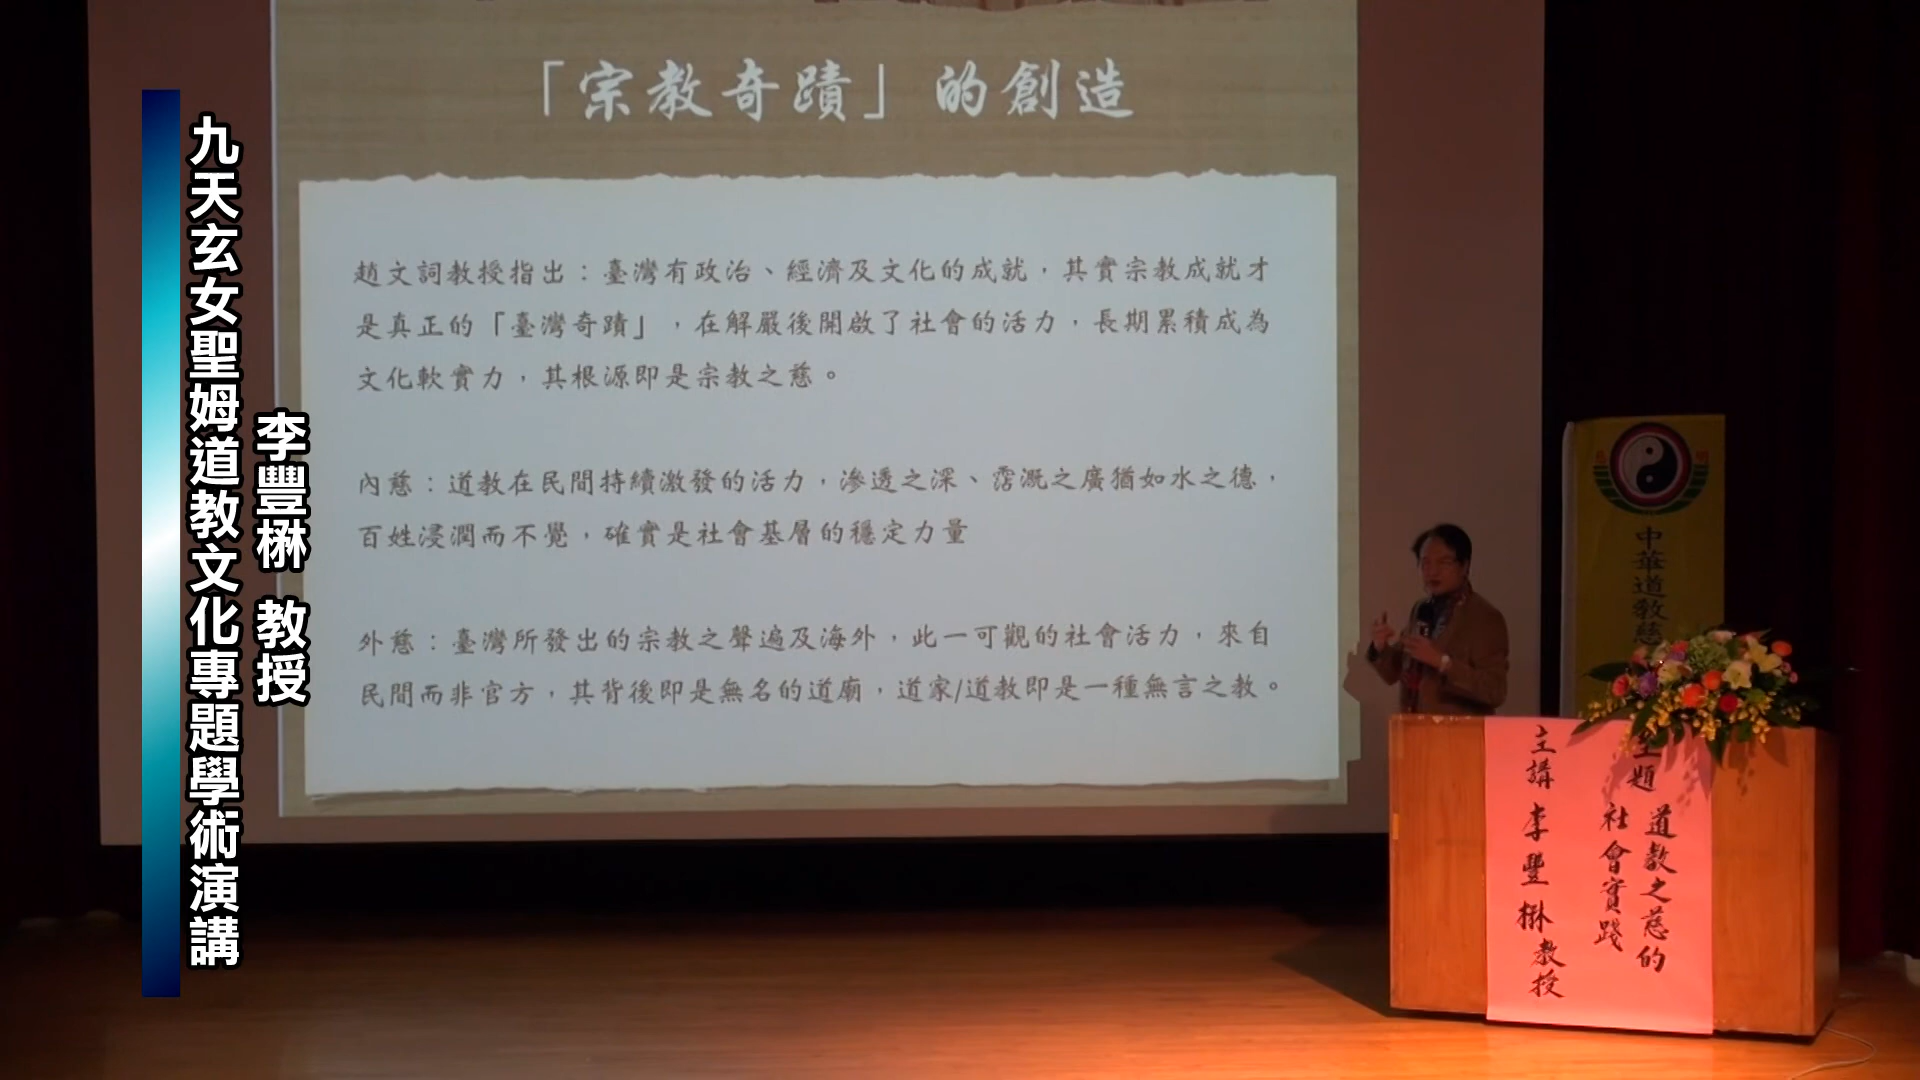 九天玄女聖姆道教文化專題學術演講
李豐楙 教授
「宗教奇蹟」的創造
趙文詞教授指出：臺灣有政治、經濟及文化的成就，其實宗教成就才
是真正的「臺灣奇蹟」，在解嚴後開啟了社會的活力，長期累積成為
文化軟實力，其根源即是宗教之慈。
內慈：道教在民間持續激發的活力，滲透之深、霑溉之廣猶如水之德，
百姓浸潤而不覺，確實是社會基層的穩定力量
外慈：臺灣所發出的宗教之聲遍及海外，此一可觀的社會活力，來自
民間而非官方，其背後即是無名的道廟，道家/道教即是一種無言之教。
中華道教慈
主題
道教之慈的
社會實踐
主講 李豐楙教授